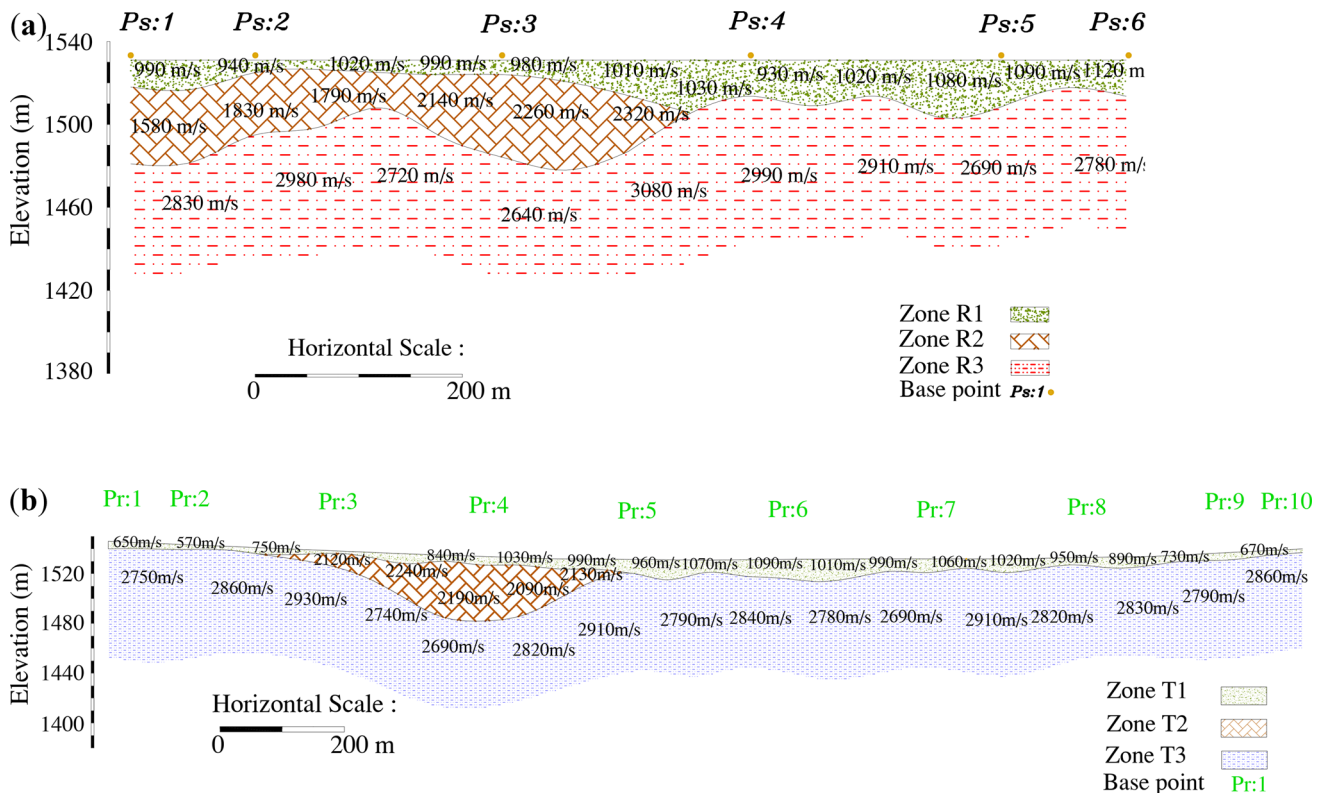 (a) Ps:1 Ps:2 Ps:3 Ps:4 Ps:5 Ps:6
1540
990 m/s 940 m/s 1020 m/s 990 m/s 980 m/s 1010 m/s 1030 m/s 930 m/s 1020 m/s 1080 m/s 1090 m/s 1120 m
1580 m/s 1830 m/s 1790 m/s 2140 m/s 2260 m/s 2320 m/s
1500
2830 m/s 2980 m/s 2720 m/s 2640 m/s 3080 m/s 2990 m/s 2910 m/s 2690 m/s 2780 m/s
1460
1420
1380
Elevation (m)
Horizontal Scale :
0 200 m
Zone R1
Zone R2
Zone R3
Base point Ps:1
(b) Pr:1 Pr:2 Pr:3 Pr:4 Pr:5 Pr:6 Pr:7 Pr:8 Pr:9 Pr:10
650m/s 570m/s 750m/s 840m/s 1030m/s 990m/s 960m/s 1070m/s 1090m/s 1010m/s 990m/s 1060m/s 1020m/s 950m/s 890m/s 730m/s 670m/s
2120m/s 2240m/s 2190m/s 2090m/s 2130m/s
1520
2750m/s 2860m/s 2930m/s 2740m/s 2690m/s 2820m/s 2910m/s 2790m/s 2840m/s 2780m/s 2690m/s 2910m/s 2820m/s 2830m/s 2790m/s 2860m/s
1480
1440
1400
Elevation (m)
Horizontal Scale :
0 200 m
Zone T1
Zone T2
Zone T3
Base point Pr:1